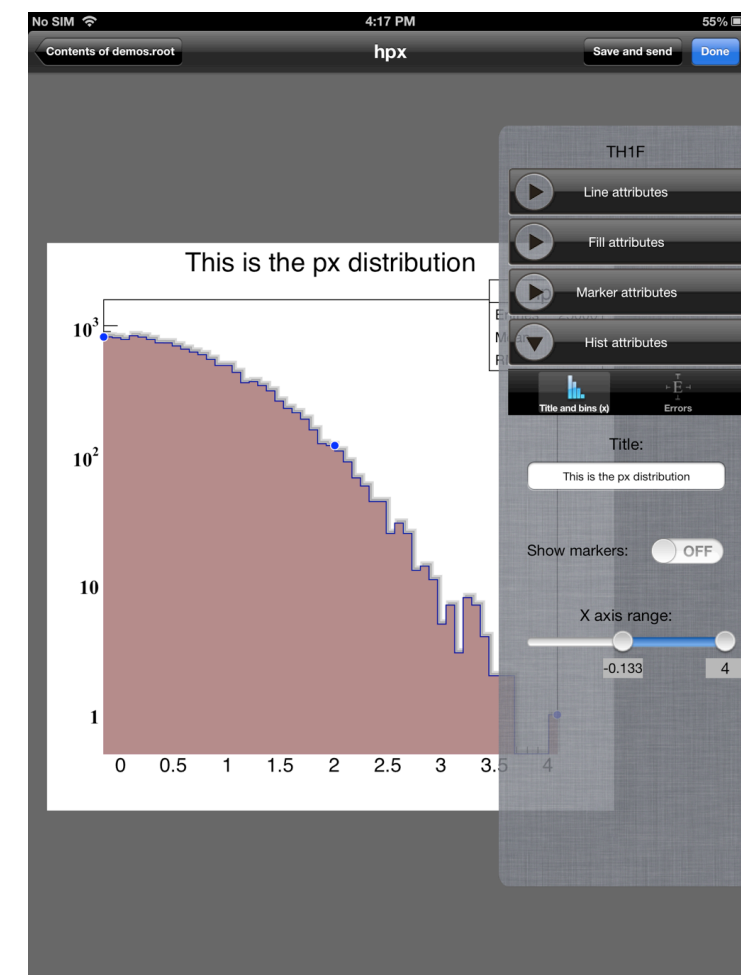 No SIM 4:17 PM 55%
Contents of demos.root hpx Save and send Done
TH1F
Line attributes
Fill attributes
Marker attributes
Hist attributes
Title and bins (x) E Errors
Title:
This is the px distribution
Show markers: OFF
X axis range:
-0.133 4
This is the px distribution
10³
10²
10
1
0 0.5 1 1.5 2 2.5 3 3.5 4